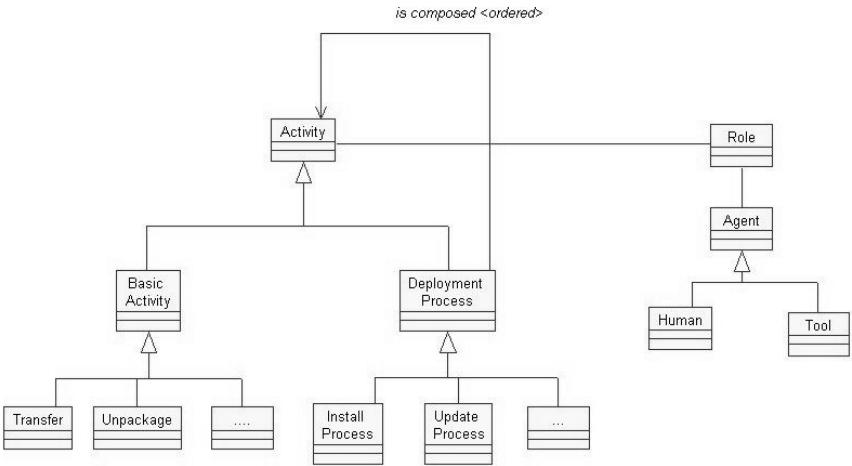 is composed <ordered>
Activity
Role
Agent
Basic
Activity
Deployment
Process
Human
Tool
Transfer
Unpackage
....
Install
Process
Update
Process
...